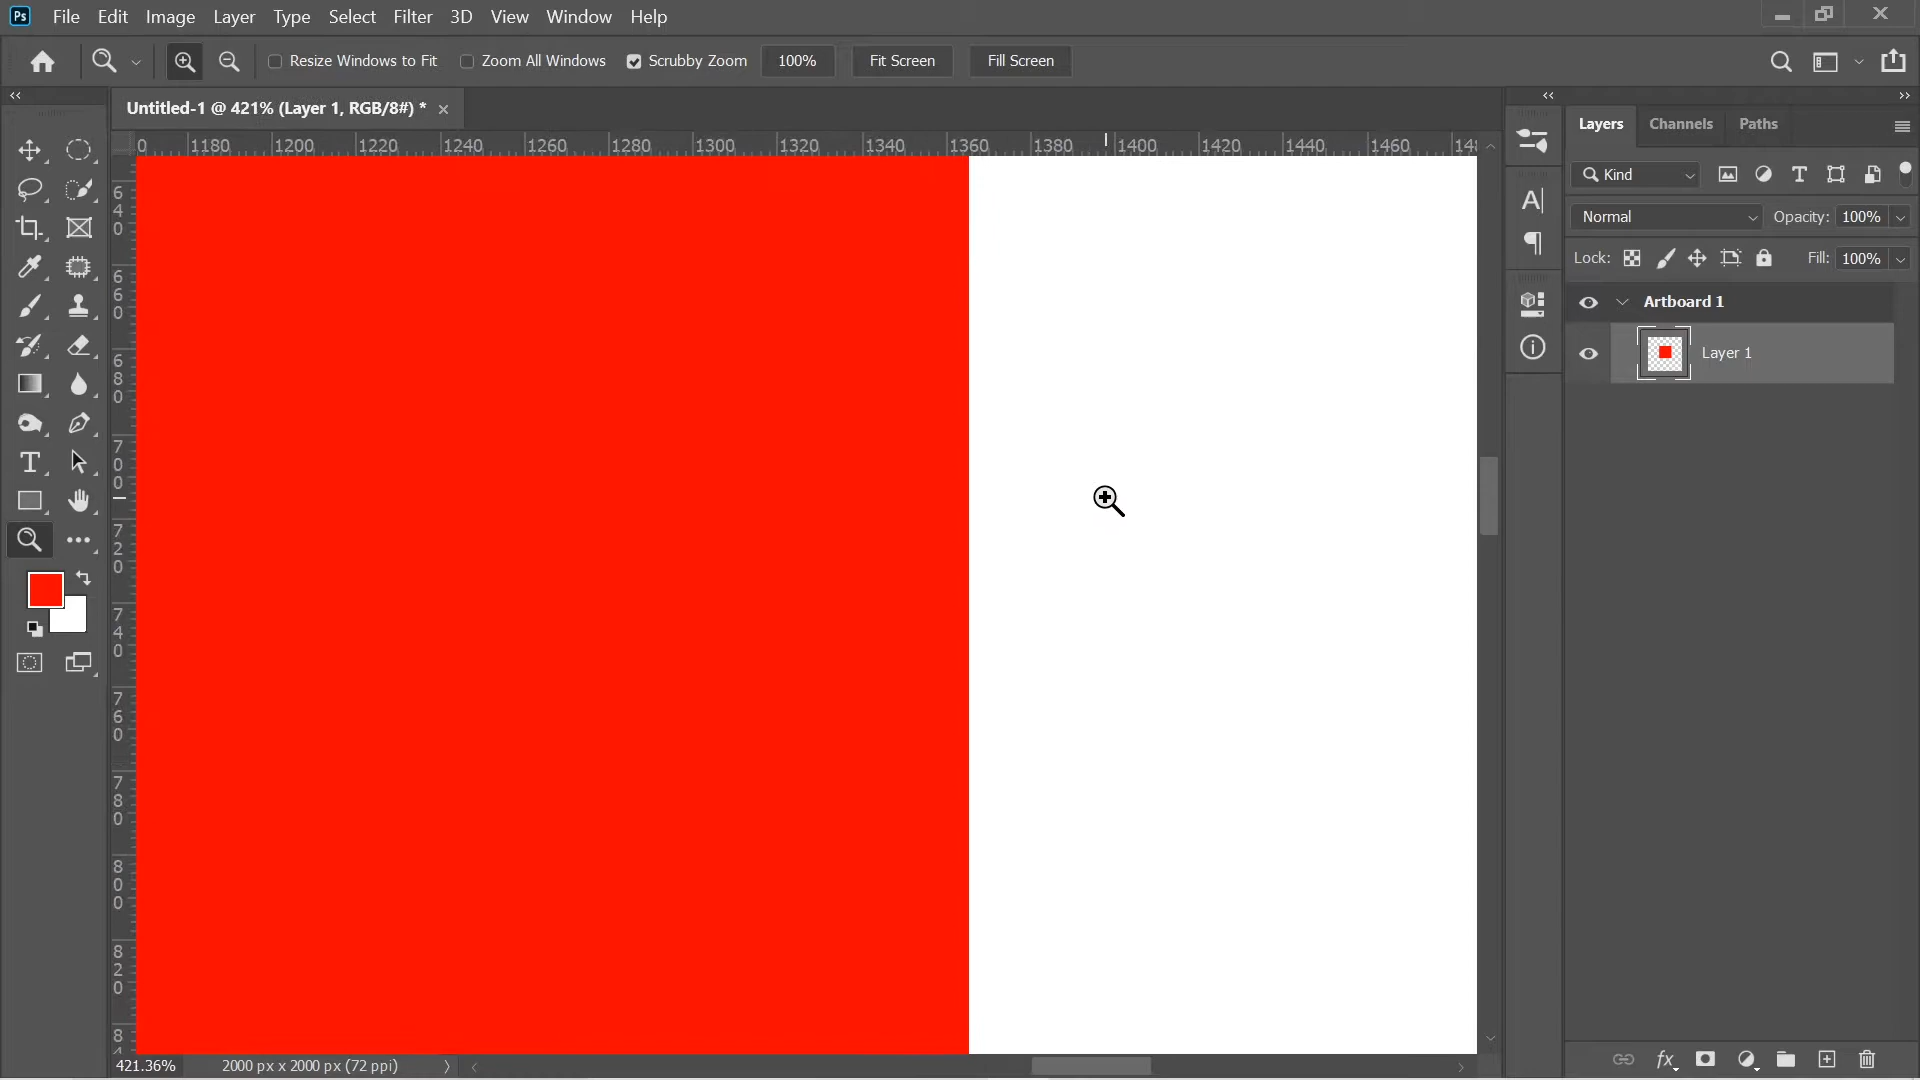 Ps File Edit Image Layer Type Select Filter 3D View Window Help
Resize Windows to Fit Zoom All Windows Scrubby Zoom 100% Fit Screen Fill Screen
Untitled-1 @ 421% (Layer 1, RGB/8#) *
0 1180 1200 1220 1240 1260 1280 1300 1320 1340 1360 1380 1400 1420 1440 1460 148
640
660
680
700
720
740
760
780
800
820
84
421.36% 2000 px x 2000 px (72 ppi)
Layers Channels Paths
Kind
Normal Opacity: 100%
Lock: Fill: 100%
Artboard 1
Layer 1
fx